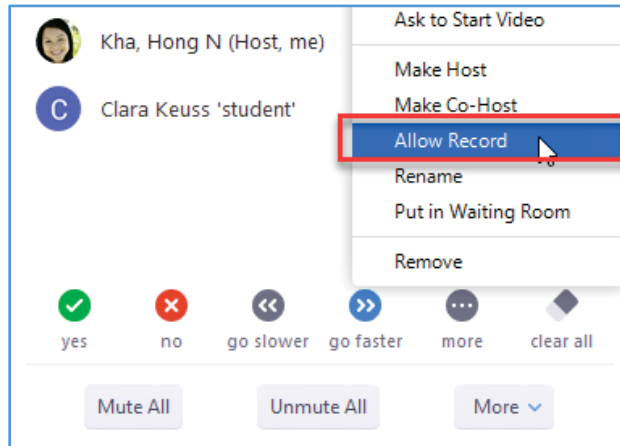 Kha, Hong N (Host, me)
C
Clara Keuss 'student'
Ask to Start Video
Make Host
Make Co-Host
Allow Record
Rename
Put in Waiting Room
Remove
yes no go slower go faster more clear all
Mute All Unmute All More